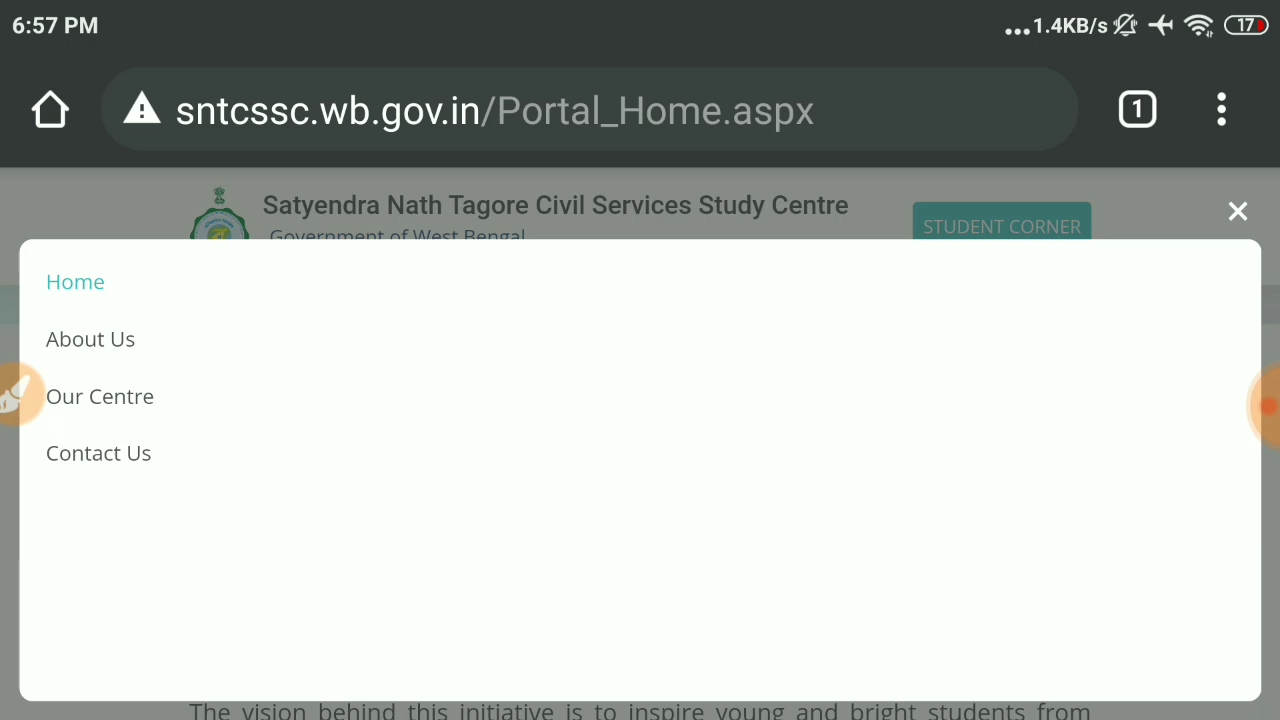 6:57 PM
...1.4KB/s 17
sntcssc.wb.gov.in/Portal_Home.aspx
1
Satyendra Nath Tagore Civil Services Study Centre
Government of West Bengal
STUDENT CORNER
Home
About Us
Our Centre
Contact Us
The vision behind this initiative is to inspire young and bright students from